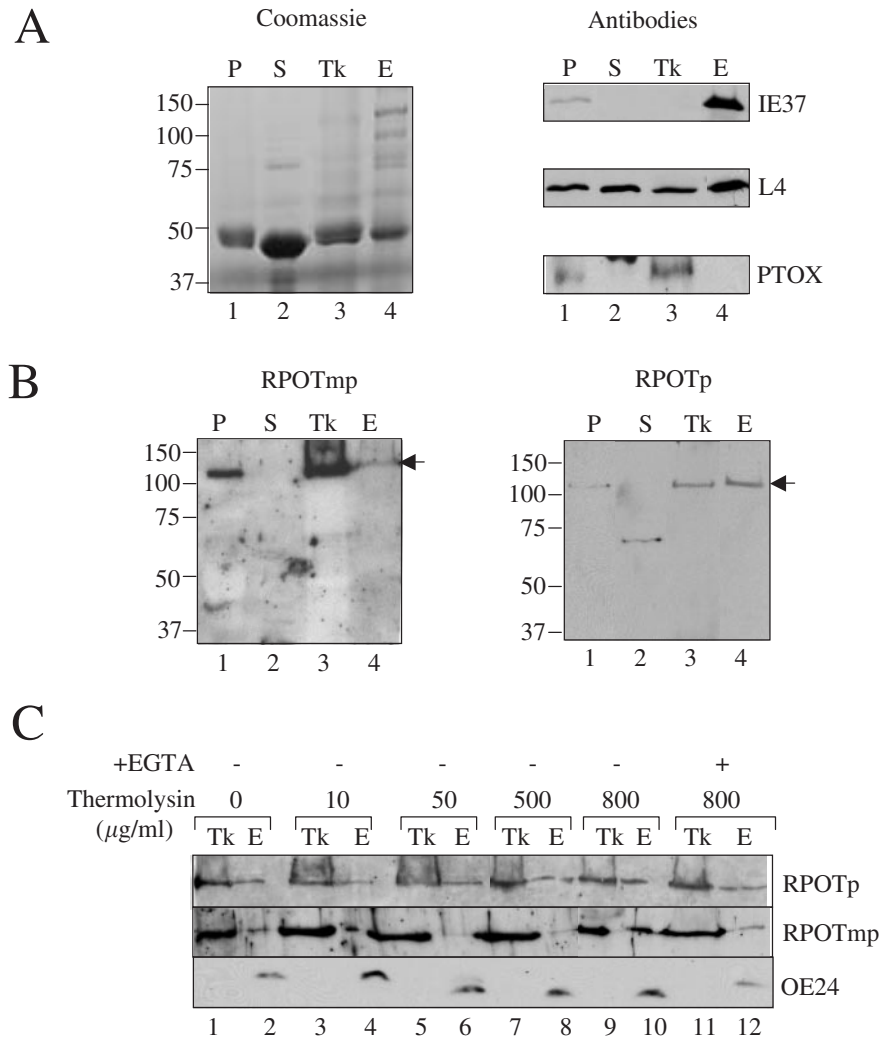 A
Coomassie
P S Tk E
150
100
75
50
37
1 2 3 4
Antibodies
P S Tk E
IE37
L4
PTOX
1 2 3 4
B
RPOTmp
P S Tk E
150
100
75
50
37
1 2 3 4
RPOTp
P S Tk E
150
100
75
50
37
1 2 3 4
C
+EGTA - - - - - +
Thermolysin 0 10 50 500 800 800
(μg/ml) Tk E Tk E Tk E Tk E Tk E Tk E
RPOTp
RPOTmp
OE24
1 2 3 4 5 6 7 8 9 10 11 12